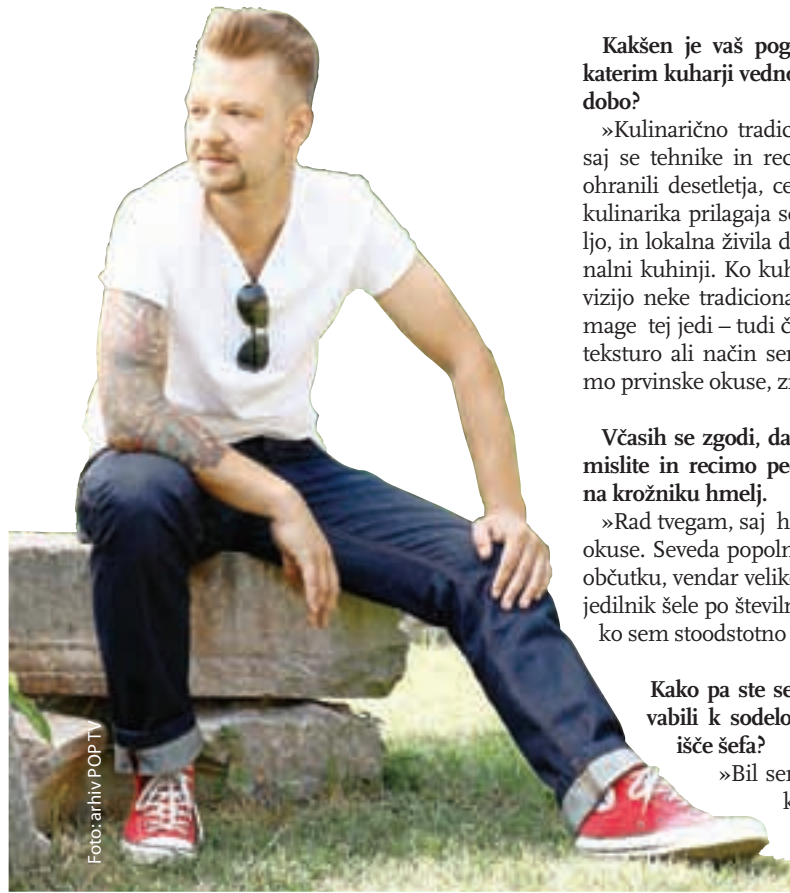 Kakšen je vaš pog
katerim kuharji vedno
dobo?
»Kulinarično tradic
saj se tehnike in rec
ohranili desetletja, ce
kulinarika prilagaja se
ljo, in lokalna živila d
nalni kuhinji. Ko kuh
vizijo neke tradiciona
mage tej jedi – tudi č
teksturo ali način ser
mo prvinske okuse, zr
Včasih se zgodi, da
mislite in recimo pe
na krožniku hmelj.
»Rad tvegam, saj h
okuse. Seveda popoln
občutku, vendar veliko
jedilnik šele po številn
ko sem stoodstotno
Kako pa ste se
vabili k sodelo
išče šefa?
»Bil sem
k
Foto: arhiv POP TV